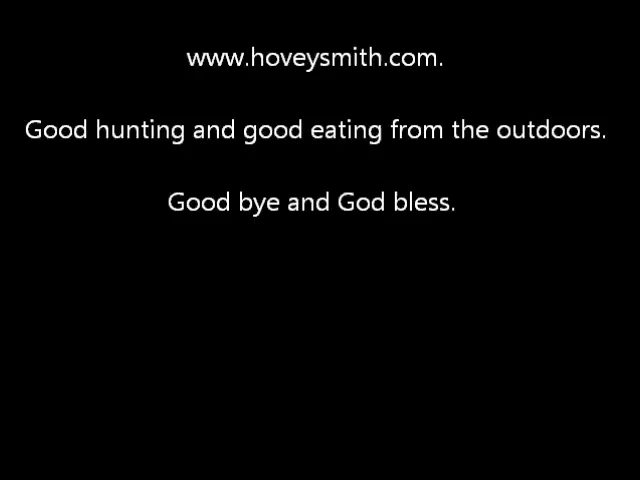 www.hoveysmith.com.
Good hunting and good eating from the outdoors.
Good bye and God bless.